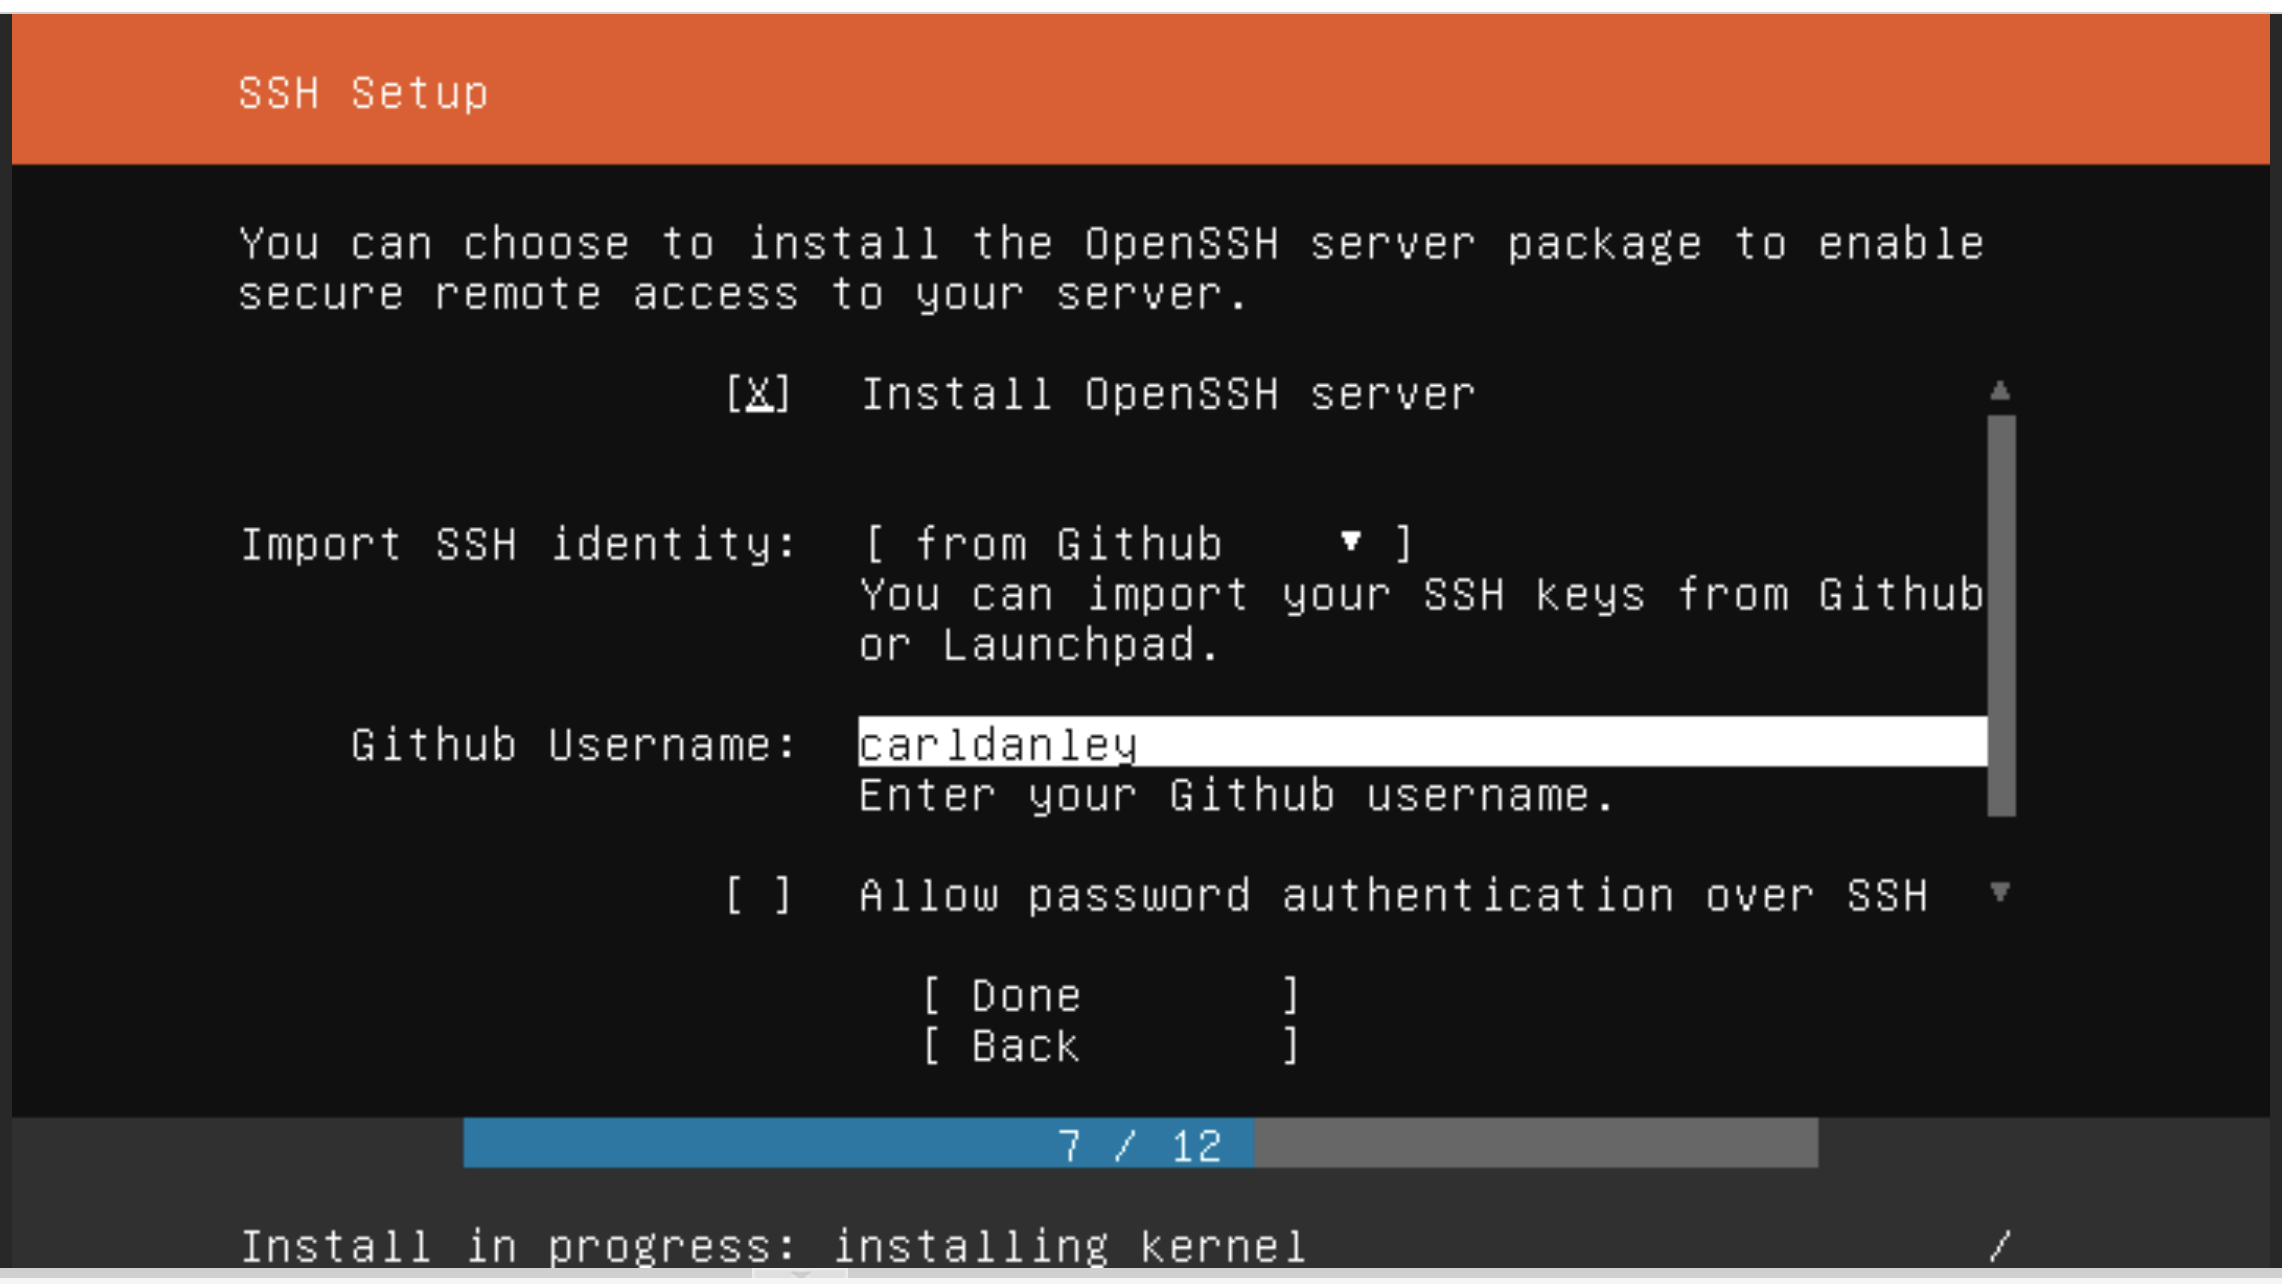 SSH Setup
You can choose to install the OpenSSH server package to enable
secure remote access to your server.
[X] Install OpenSSH server
Import SSH identity: [ from Github ▼ ]
You can import your SSH keys from Github
or Launchpad.
Github Username: carldanley
Enter your Github username.
[ ] Allow password authentication over SSH
[ Done ]
[ Back ]
7 / 12
Install in progress: installing kernel /